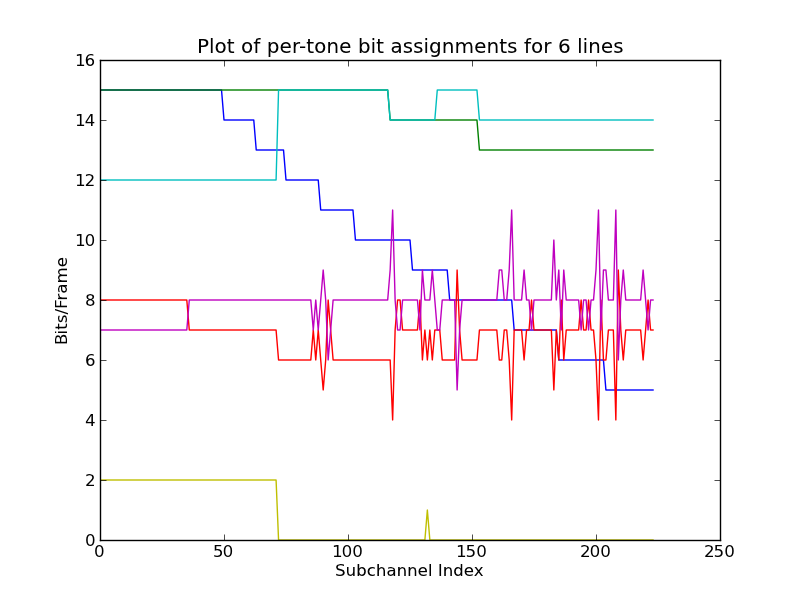 Plot of per-tone bit assignments for 6 lines
16
14
12
10
8
6
4
2
0
Bits/Frame
0 50 100 150 200 250
Subchannel Index